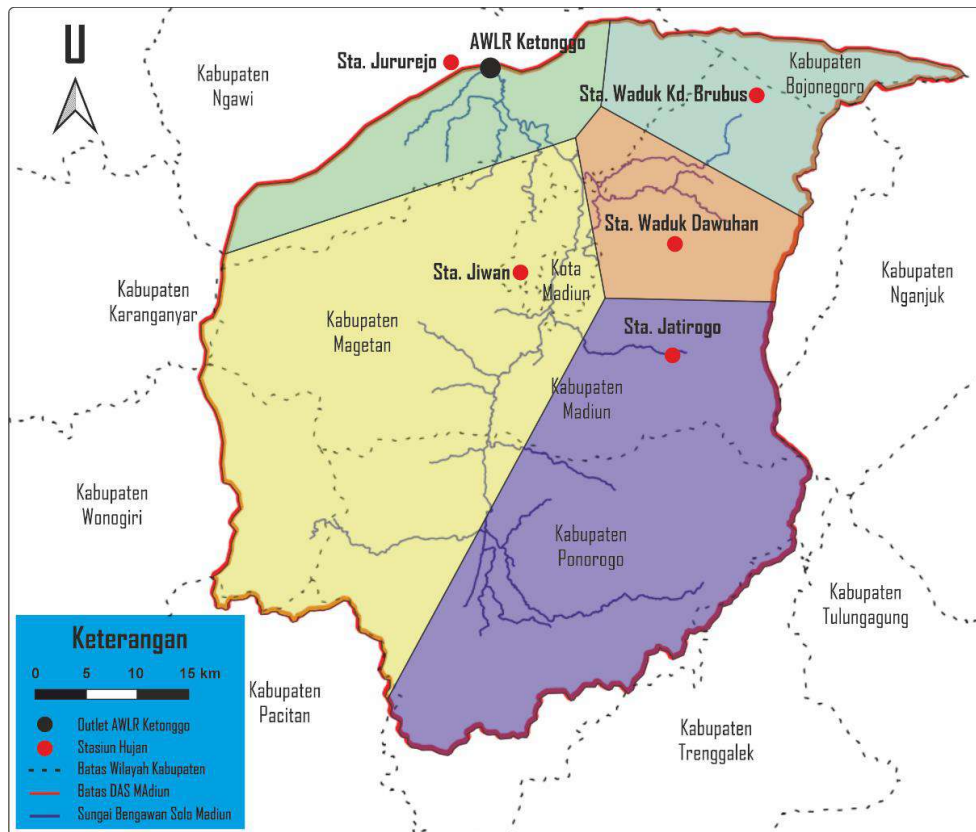 U
AWLR Ketonggo
Sta. Jururejo
Kabupaten
Ngawi
Kabupaten
Bojonegoro
Sta. Waduk Kd. Brubus
Sta. Waduk Dawuhan
Sta. Jiwan
Kota
Madiun
Kabupaten
Karanganyar
Kabupaten
Nganjuk
Kabupaten
Magetan
Sta. Jatirogo
Kabupaten
Madiun
Kabupaten
Wonogiri
Kabupaten
Ponorogo
Kabupaten
Tulungagung
Kabupaten
Pacitan
Kabupaten
Trenggalek
Keterangan
0 5 10 15 km
Outlet AWLR Ketonggo
Stasiun Hujan
Batas Wilayah Kabupaten
Batas DAS MAdiun
Sungai Bengawan Solo Madiun